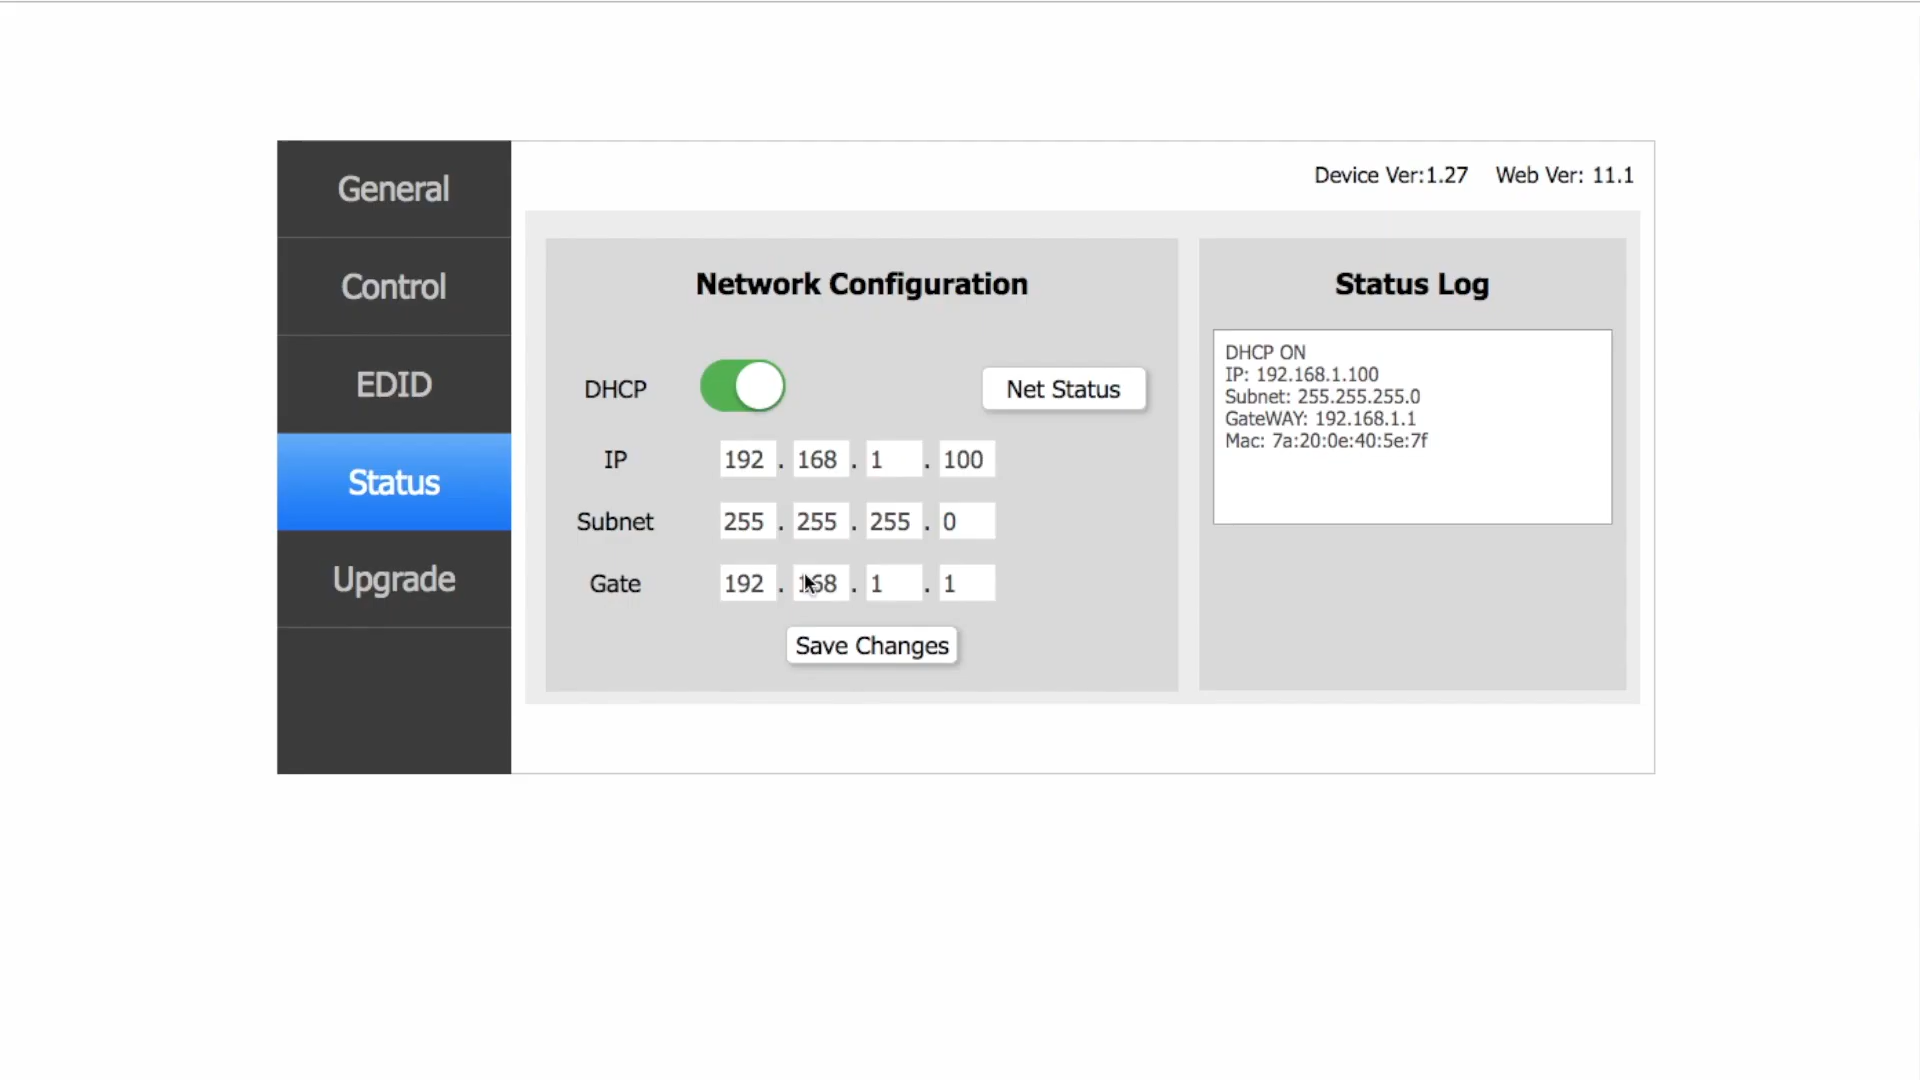 General
Control
EDID
Status
Upgrade
Device Ver:1.27 Web Ver: 11.1
Network Configuration
DHCP
Net Status
IP 192 . 168 . 1 . 100
Subnet 255 . 255 . 255 . 0
Gate 192 . 168 . 1 . 1
Save Changes
Status Log
DHCP ON
IP: 192.168.1.100
Subnet: 255.255.255.0
GateWAY: 192.168.1.1
Mac: 7a:20:0e:40:5e:7f